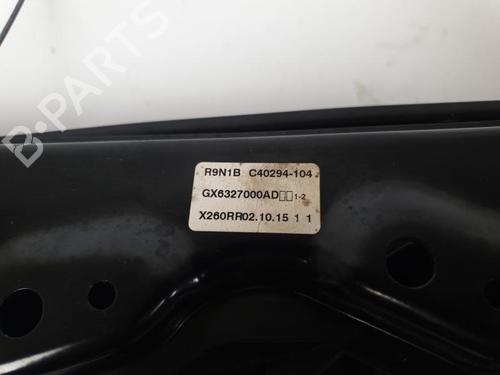 R9N1B C40294-104
GX6327000AD□□1-2
X260RR02.10.15 1 1
B-PARTS